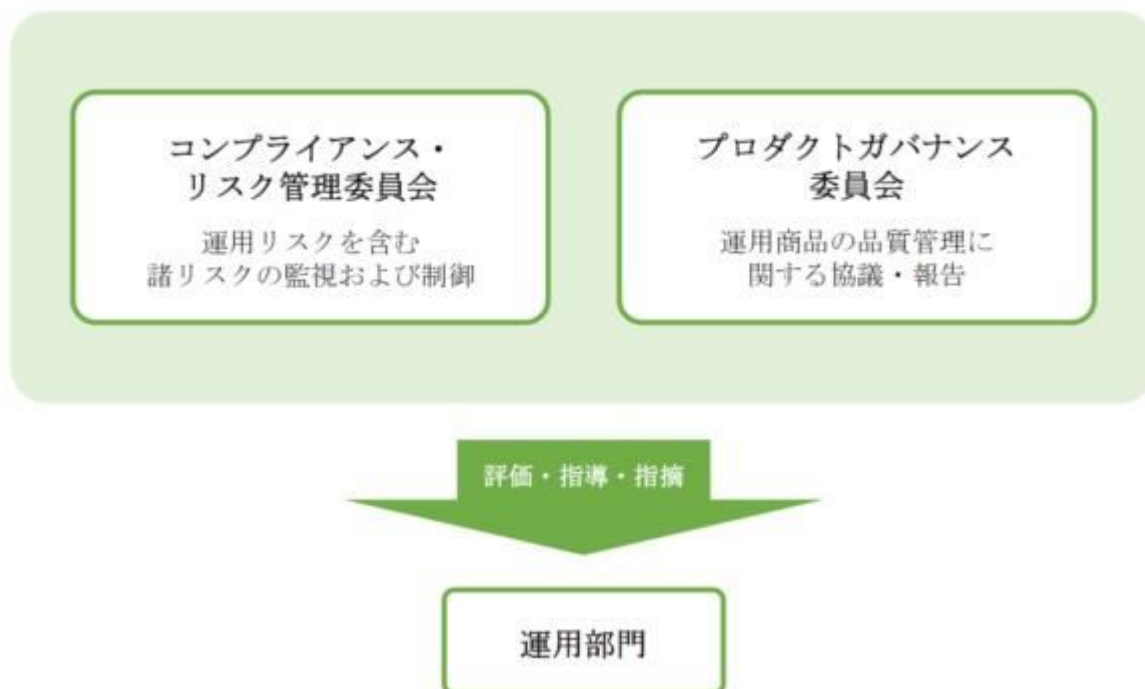 コンプライアンス・
リスク管理委員会
運用リスクを含む
諸リスクの監視および制御
プロダクトガバナンス
委員会
運用商品の品質管理に
関する協議・報告
評価・指導・指摘
運用部門